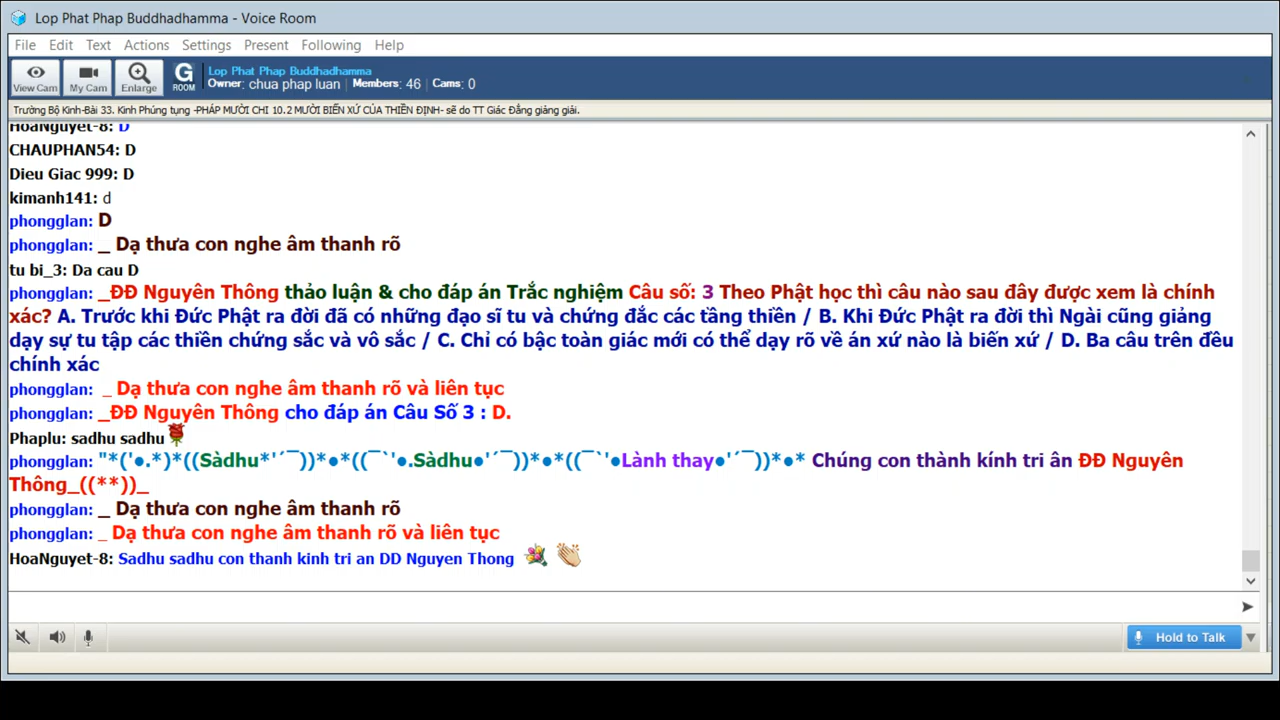 Lop Phat Phap Buddhadhamma - Voice Room
File Edit Text Actions Settings Present Following Help
View Cam My Cam Enlarge G ROOM Lop Phat Phap Buddhadhamma
Owner: chua phap luan Members: 46 Cams: 0
Trường Bộ Kinh-Bài 33. Kinh Phúng tụng -PHÁP MƯỜI CHI 10.2 MƯỜI BIẾN XỨ CỦA THIỀN ĐỊNH- sẽ do TT Giác Đẳng giảng giải.
HoaNguyet-8: D
CHAUPHAN54: D
Dieu Giac 999: D
kimanh141: d
phongglan: D
phongglan: _ Dạ thưa con nghe âm thanh rõ
tu bi_3: Da cau D
phongglan: _ĐĐ Nguyên Thông thảo luận & cho đáp án Trắc nghiệm Câu số: 3 Theo Phật học thì câu nào sau đây được xem là chính
xác? A. Trước khi Đức Phật ra đời đã có những đạo sĩ tu và chứng đắc các tầng thiền / B. Khi Đức Phật ra đời thì Ngài cũng giảng
dạy sự tu tập các thiền chứng sắc và vô sắc / C. Chỉ có bậc toàn giác mới có thể dạy rõ về án xứ nào là biến xứ / D. Ba câu trên đều
chính xác
phongglan: _ Dạ thưa con nghe âm thanh rõ và liên tục
phongglan: _ĐĐ Nguyên Thông cho đáp án Câu Số 3 : D.
Phaplu: sadhu sadhu
phongglan: "*('●.*)*((Sàdhu*'´¯))*●*((¯`'●.Sàdhu●'´¯))*●*((¯`'●Lành thay●'´¯))*●* Chúng con thành kính tri ân ĐĐ Nguyên
Thông_((**))_
phongglan: _ Dạ thưa con nghe âm thanh rõ
phongglan: _ Dạ thưa con nghe âm thanh rõ và liên tục
HoaNguyet-8: Sadhu sadhu con thanh kinh tri an DD Nguyen Thong
Hold to Talk